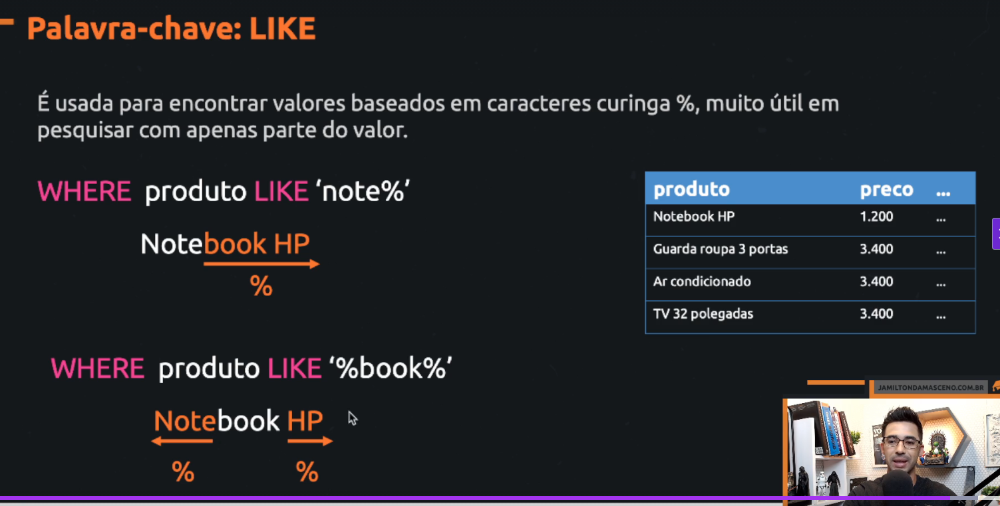 Palavra-chave: LIKE
É usada para encontrar valores baseados em caracteres curinga %, muito útil em
pesquisar com apenas parte do valor.
WHERE produto LIKE ‘note%’
Notebook HP
%
WHERE produto LIKE ‘%book%’
Notebook HP
% %
produto preco ...
Notebook HP 1.200 ...
Guarda roupa 3 portas 3.400 ...
Ar condicionado 3.400 ...
TV 32 polegadas 3.400 ...
JAMILTONDAMASCENO.COM.BR